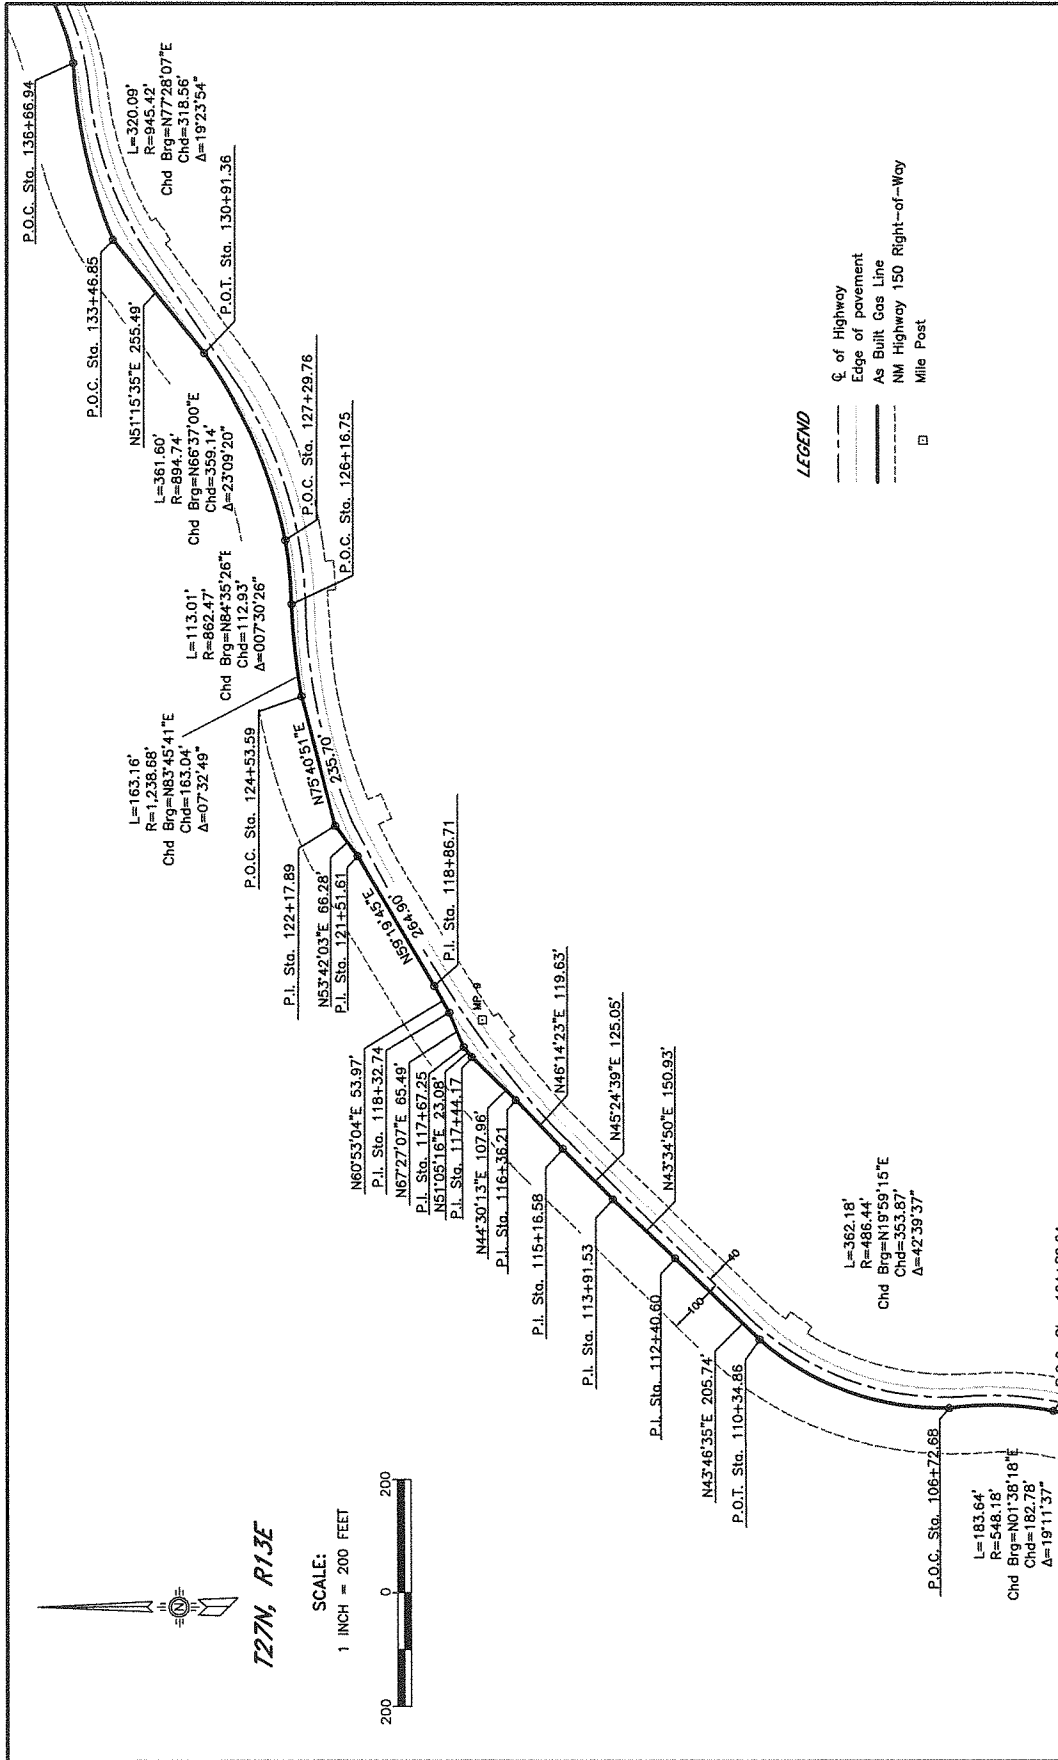 T27N, R13E
SCALE:
1 INCH = 200 FEET
200
0
200
N
P.O.C. Sta. 106+72.68
L=183.64'
R=548.18'
Chd Brg=N01°38'18"E
Chd=182.78'
Δ=19°11'37"
L=362.18'
R=486.44'
Chd Brg=N19°59'15"E
Chd=353.87'
Δ=42°39'37"
P.O.T. Sta. 110+34.86
N43°46'35"E 205.74'
100
40
P.I. Sta. 112+40.60
N43°34'50"E 150.93'
P.I. Sta. 113+91.53
N45°24'39"E 125.05'
P.I. Sta. 115+16.58
N46°14'23"E 119.63'
P.I. Sta. 116+36.21
N44°30'13"E 107.96'
P.I. Sta. 117+44.17
N51°05'16"E 23.08'
P.I. Sta. 117+67.25
N67°27'07"E 65.49'
P.I. Sta. 118+32.74
N60°53'04"E 53.97'
MP-9
P.I. Sta. 118+86.71
N59°19'45"E
264.90'
P.I. Sta. 121+51.61
N53°42'03"E 66.28'
P.I. Sta. 122+17.89
N75°40'51"E
235.70'
P.O.C. Sta. 124+53.59
L=163.16'
R=1,238.68'
Chd Brg=N83°45'41"E
Chd=163.04'
Δ=07°32'49"
P.O.C. Sta. 126+16.75
L=113.01'
R=862.47'
Chd Brg=N84°35'26"E
Chd=112.93'
Δ=007°30'26"
P.O.C. Sta. 127+29.76
L=361.60'
R=894.74'
Chd Brg=N66°37'00"E
Chd=359.14'
Δ=23°09'20"
P.O.T. Sta. 130+91.36
N51°15'35"E 255.49'
P.O.C. Sta. 133+46.85
L=320.09'
R=945.42'
Chd Brg=N77°28'07"E
Chd=318.56'
Δ=19°23'54"
P.O.C. Sta. 136+66.94
LEGEND
℄ of Highway
Edge of pavement
As Built Gas Line
NM Highway 150 Right-of-Way
Mile Post